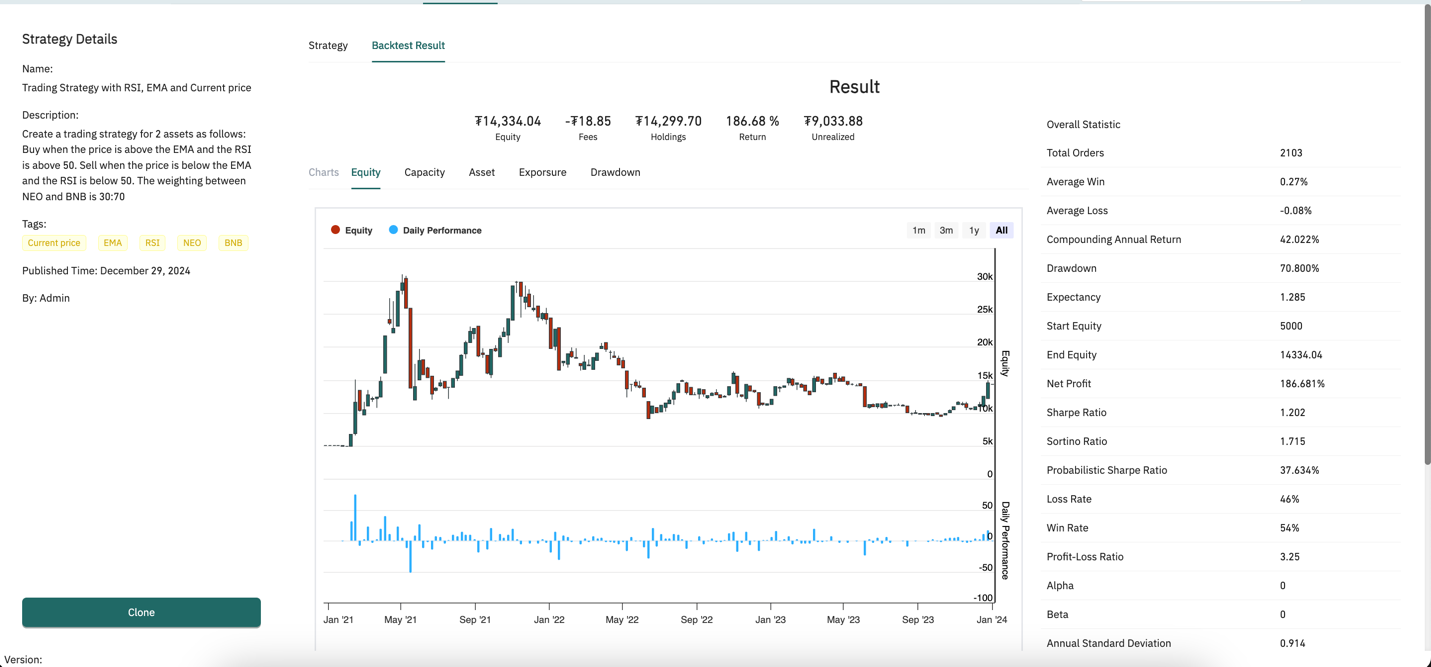 Strategy Details
Name:
Trading Strategy with RSI, EMA and Current price
Description:
Create a trading strategy for 2 assets as follows:
Buy when the price is above the EMA and the RSI
is above 50. Sell when the price is below the EMA
and the RSI is below 50. The weighting between
NEO and BNB is 30:70
Tags:
Current price EMA RSI NEO BNB
Published Time: December 29, 2024
By: Admin
Clone
Version:
Strategy Backtest Result
Result
₮14,334.04 -₮18.85 ₮14,299.70 186.68 % ₮9,033.88
Equity Fees Holdings Return Unrealized
Charts Equity Capacity Asset Exporsure Drawdown
Equity Daily Performance 1m 3m 1y All
30k
25k
20k
15k
10k
5k
0
Equity
50
0
-50
-100
Daily Performance
Jan '21 May '21 Sep '21 Jan '22 May '22 Sep '22 Jan '23 May '23 Sep '23 Jan '24
Overall Statistic
Total Orders 2103
Average Win 0.27%
Average Loss -0.08%
Compounding Annual Return 42.022%
Drawdown 70.800%
Expectancy 1.285
Start Equity 5000
End Equity 14334.04
Net Profit 186.681%
Sharpe Ratio 1.202
Sortino Ratio 1.715
Probabilistic Sharpe Ratio 37.634%
Loss Rate 46%
Win Rate 54%
Profit-Loss Ratio 3.25
Alpha 0
Beta 0
Annual Standard Deviation 0.914